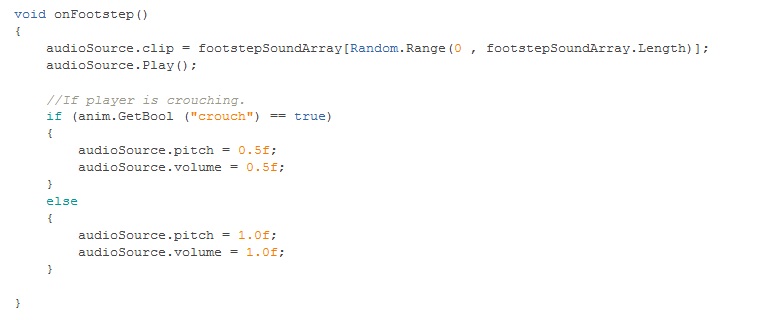 void onFootstep()
{
    audioSource.clip = footstepSoundArray[Random.Range(0 , footstepSoundArray.Length)];
    audioSource.Play();

    //If player is crouching.
    if (anim.GetBool ("crouch") == true)
    {
        audioSource.pitch = 0.5f;
        audioSource.volume = 0.5f;
    }
    else
    {
        audioSource.pitch = 1.0f;
        audioSource.volume = 1.0f;
    }

}